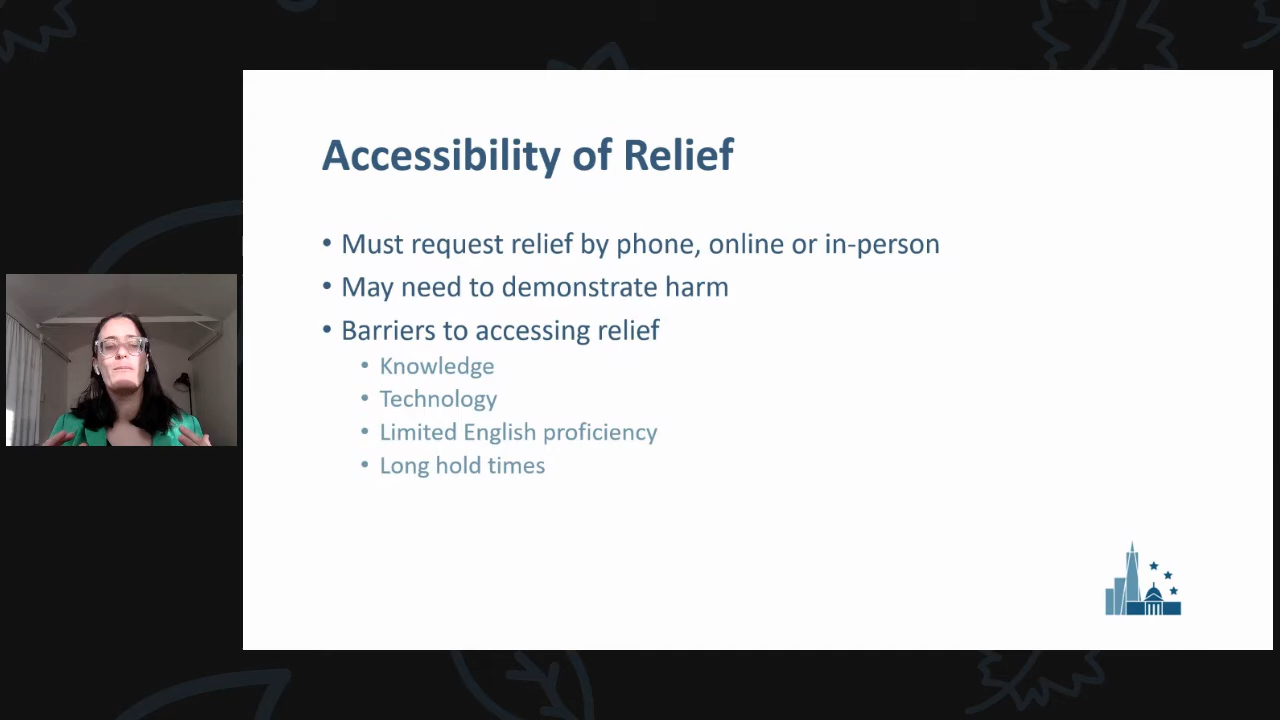 Accessibility of Relief
• Must request relief by phone, online or in-person
• May need to demonstrate harm
• Barriers to accessing relief
• Knowledge
• Technology
• Limited English proficiency
• Long hold times